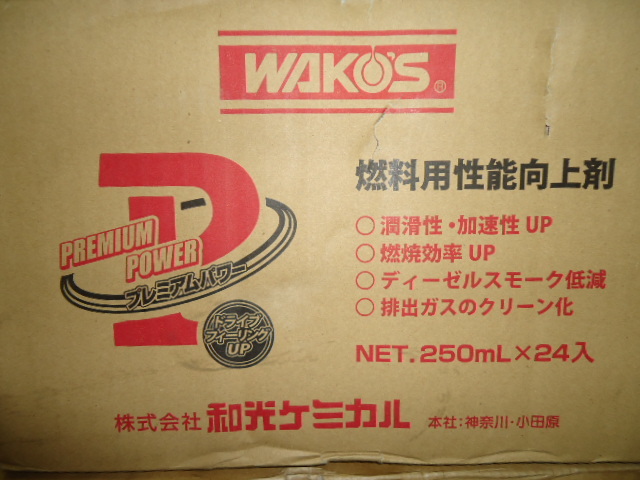 WAKO'S®
燃料用性能向上剤
PREMIUM
POWER
プレミアムパワー
ドライブ
フィーリング
UP
○潤滑性・加速性 UP
○燃焼効率 UP
○ディーゼルスモーク低減
○排出ガスのクリーン化
NET. 250mL×24入
株式会社 和光ケミカル 本社:神奈川・小田原